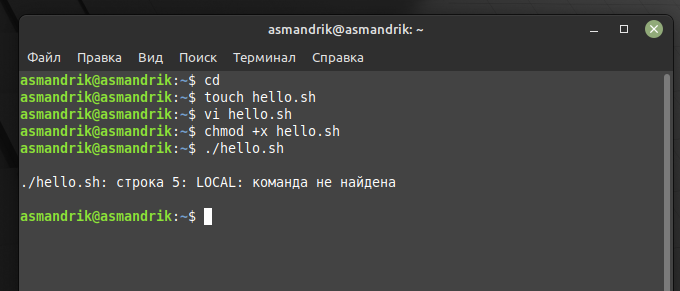 asmandrik@asmandrik: ~
Файл Правка Вид Поиск Терминал Справка
asmandrik@asmandrik:~$ cd
asmandrik@asmandrik:~$ touch hello.sh
asmandrik@asmandrik:~$ vi hello.sh
asmandrik@asmandrik:~$ chmod +x hello.sh
asmandrik@asmandrik:~$ ./hello.sh
./hello.sh: строка 5: LOCAL: команда не найдена
asmandrik@asmandrik:~$